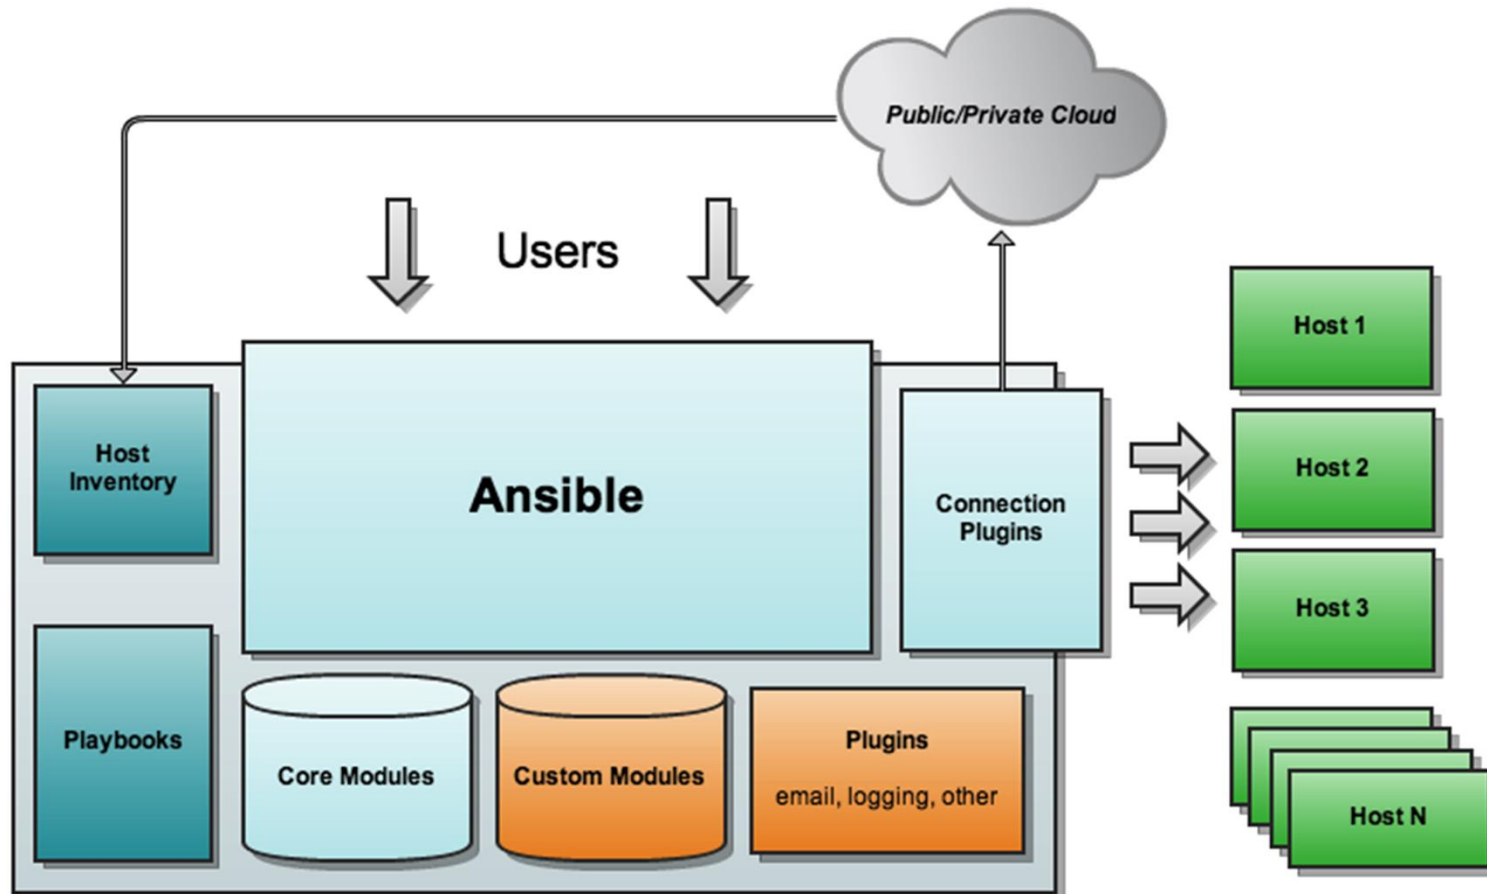 Public/Private Cloud
Users
Host 1
Host
Inventory
Ansible
Connection
Plugins
Host 2
Host 3
Playbooks
Core Modules
Custom Modules
Plugins
email, logging, other
Host N